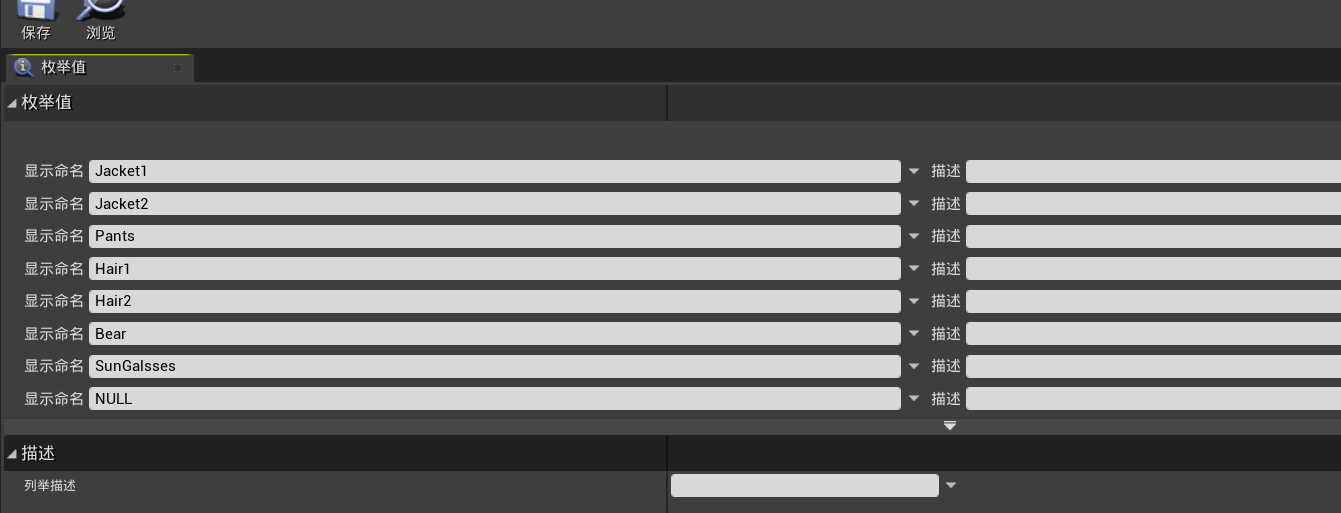 保存 浏览
枚举值
枚举值
显示命名 Jacket1 描述
显示命名 Jacket2 描述
显示命名 Pants 描述
显示命名 Hair1 描述
显示命名 Hair2 描述
显示命名 Bear 描述
显示命名 SunGalsses 描述
显示命名 NULL 描述
描述
列举描述